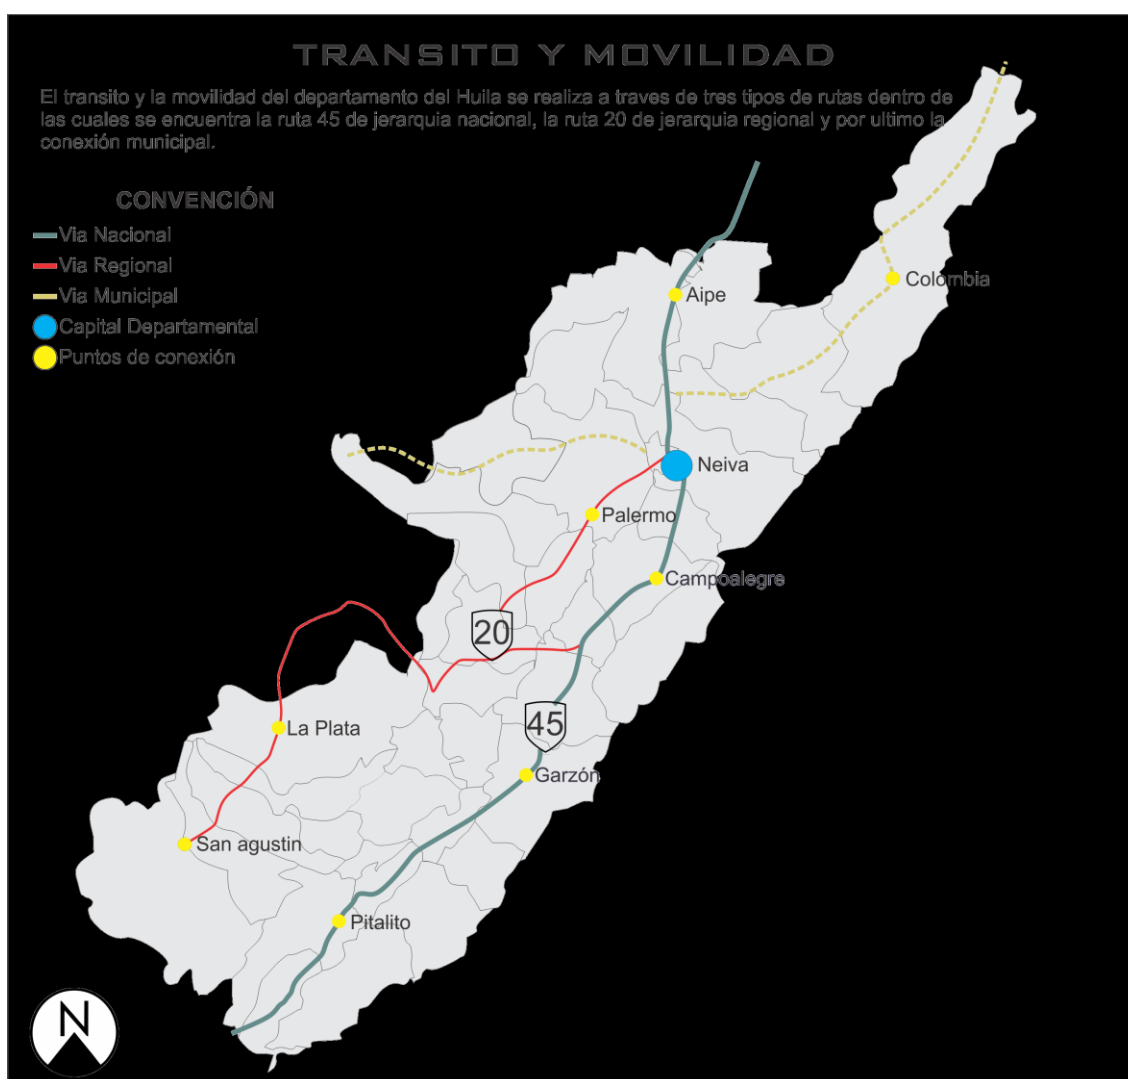 TRANSITO Y MOVILIDAD
El transito y la movilidad del departamento del Huila se realiza a traves de tres tipos de rutas dentro de
las cuales se encuentra la ruta 45 de jerarquia nacional, la ruta 20 de jerarquia regional y por ultimo la
conexión municipal.
CONVENCIÓN
Via Nacional
Via Regional
Via Municipal
Capital Departamental
Puntos de conexión
Colombia
Aipe
Neiva
Palermo
Campoalegre
20
45
La Plata
Garzón
San agustin
Pitalito
N